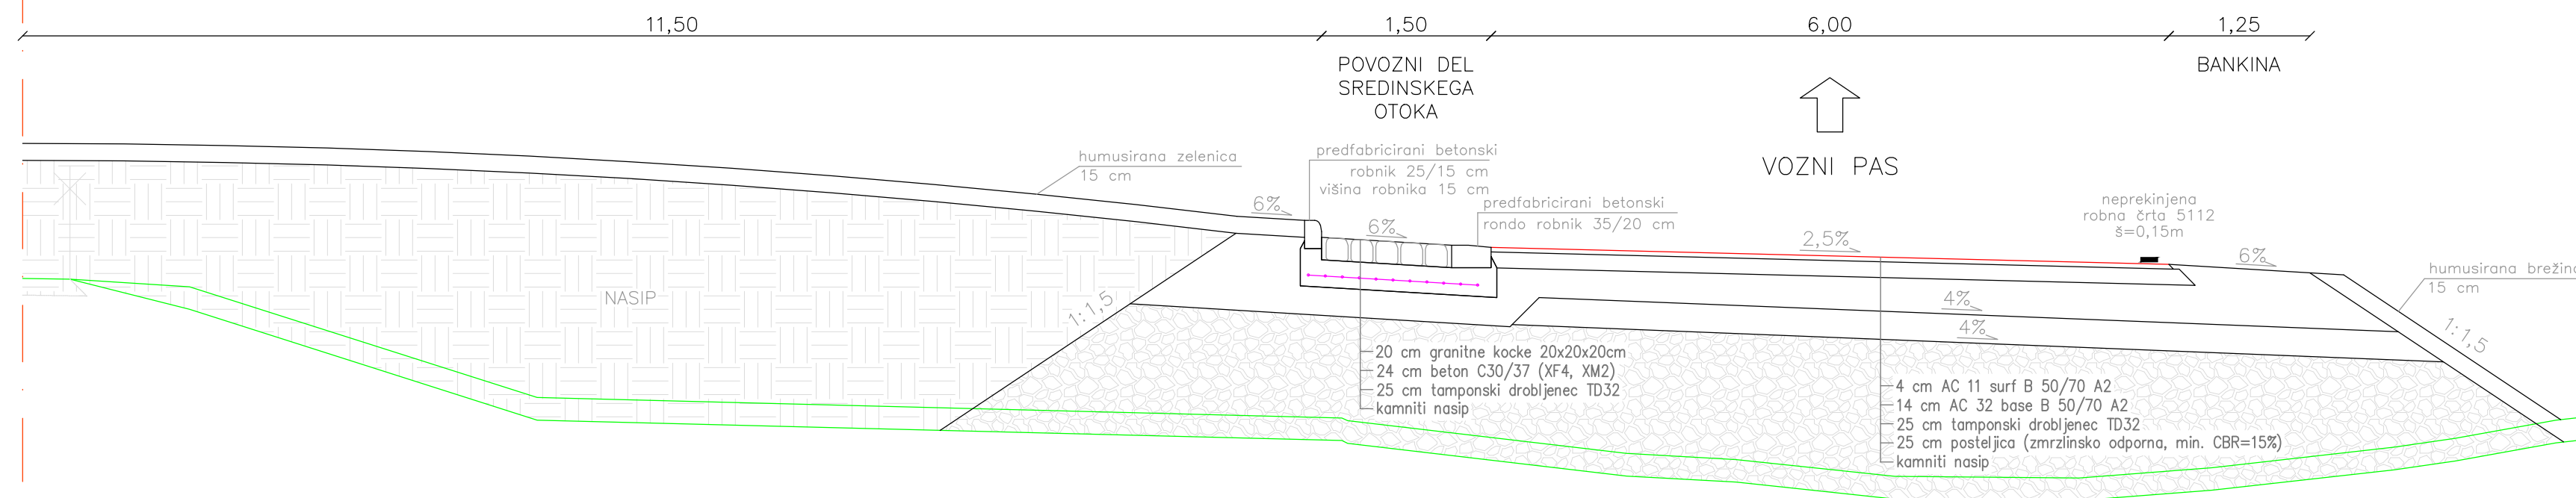 11,50
1,50
6,00
1,25
POVOZNI DEL
SREDINSKEGA
OTOKA
BANKINA
VOZNI PAS
humusirana zelenica
15 cm
predfabricirani betonski
robnik 25/15 cm
višina robnika 15 cm
predfabricirani betonski
rondo robnik 35/20 cm
neprekinjena
robna črta 5112
š=0,15m
6%
6%
2,5%
6%
humusirana brežina
15 cm
NASIP
1:1,5
4%
4%
1:1,5
20 cm granitne kocke 20x20x20cm
24 cm beton C30/37 (XF4, XM2)
25 cm tamponski drobljenec TD32
kamniti nasip
4 cm AC 11 surf B 50/70 A2
14 cm AC 32 base B 50/70 A2
25 cm tamponski drobljenec TD32
25 cm posteljica (zmrzlinsko odporna, min. CBR=15%)
kamniti nasip